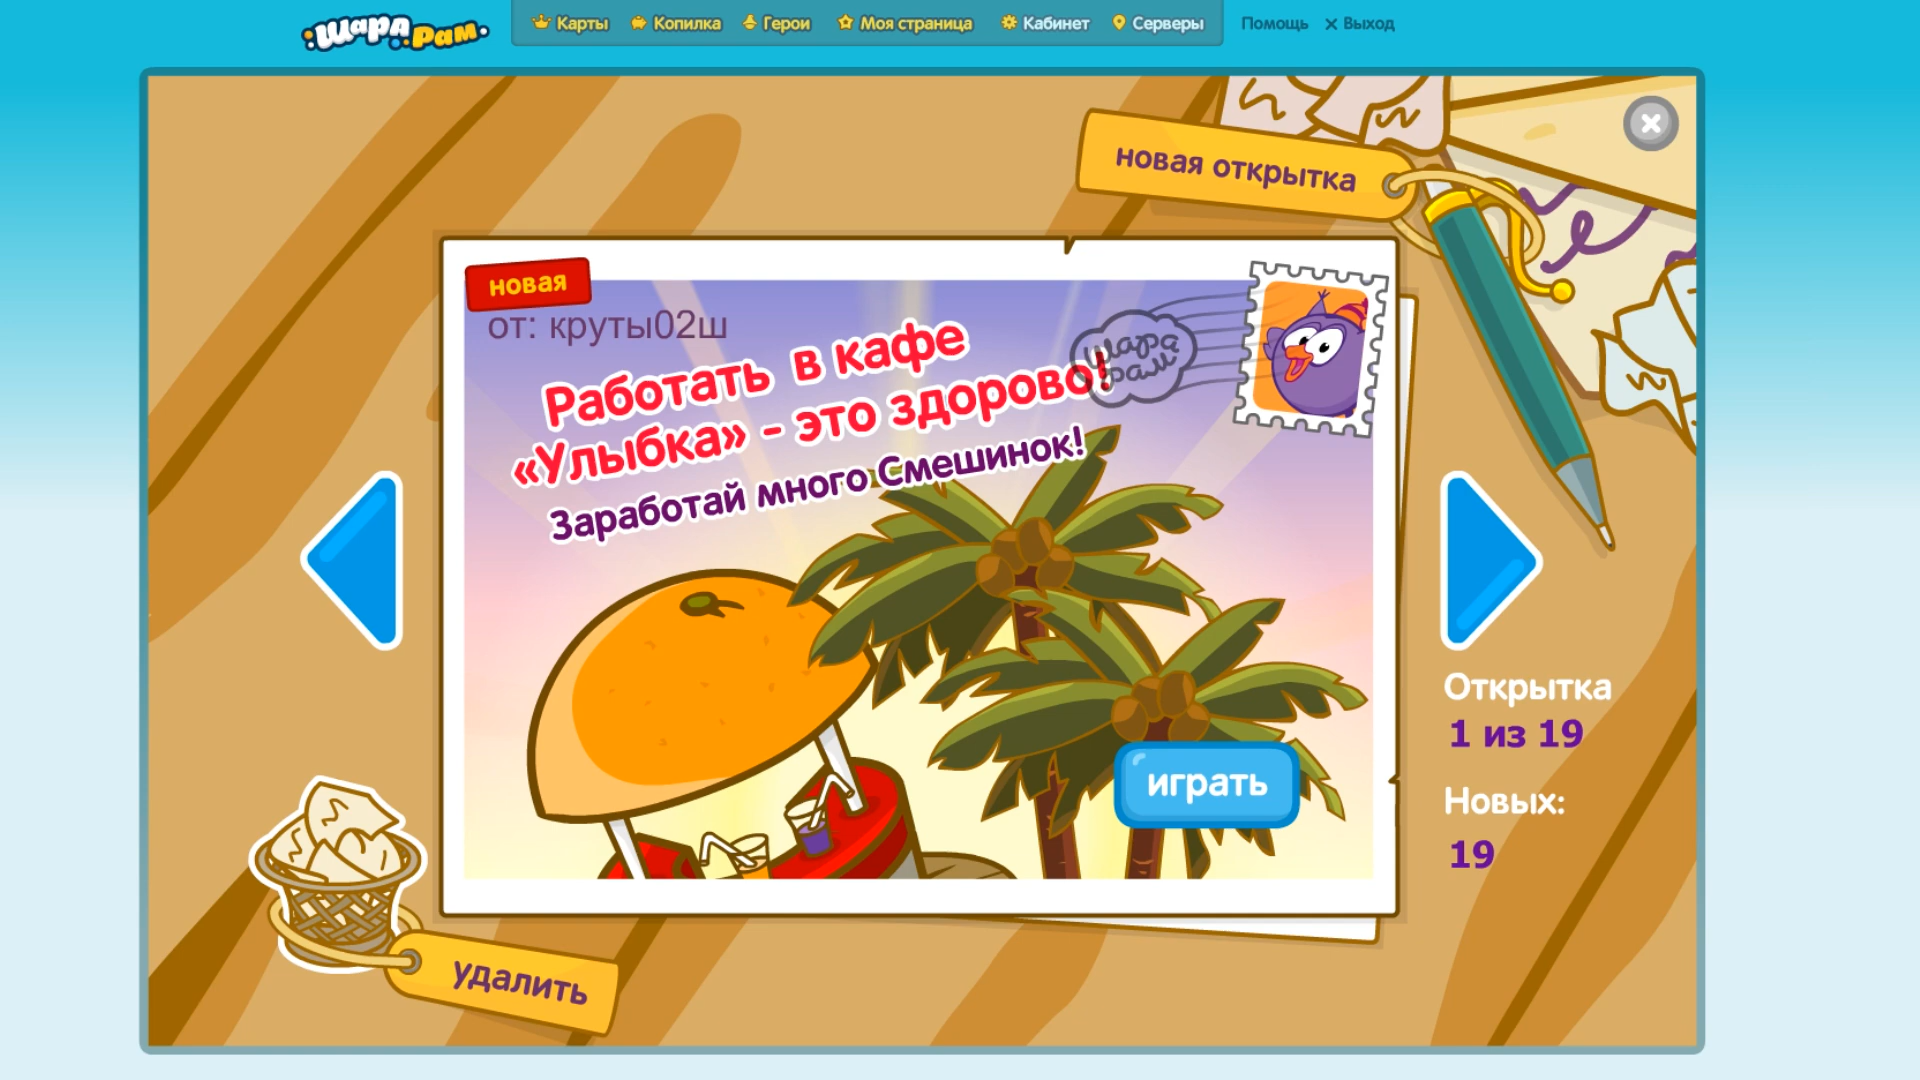 Шарарам
Карты
Копилка
Герои
Моя страница
Кабинет
Серверы
Помощь
Выход
новая открытка
новая
от: круты02ш
Работать в кафе
«Улыбка» - это здорово!
Заработай много Смешинок!
шара
рам
играть
Открытка
1 из 19
Новых:
19
удалить